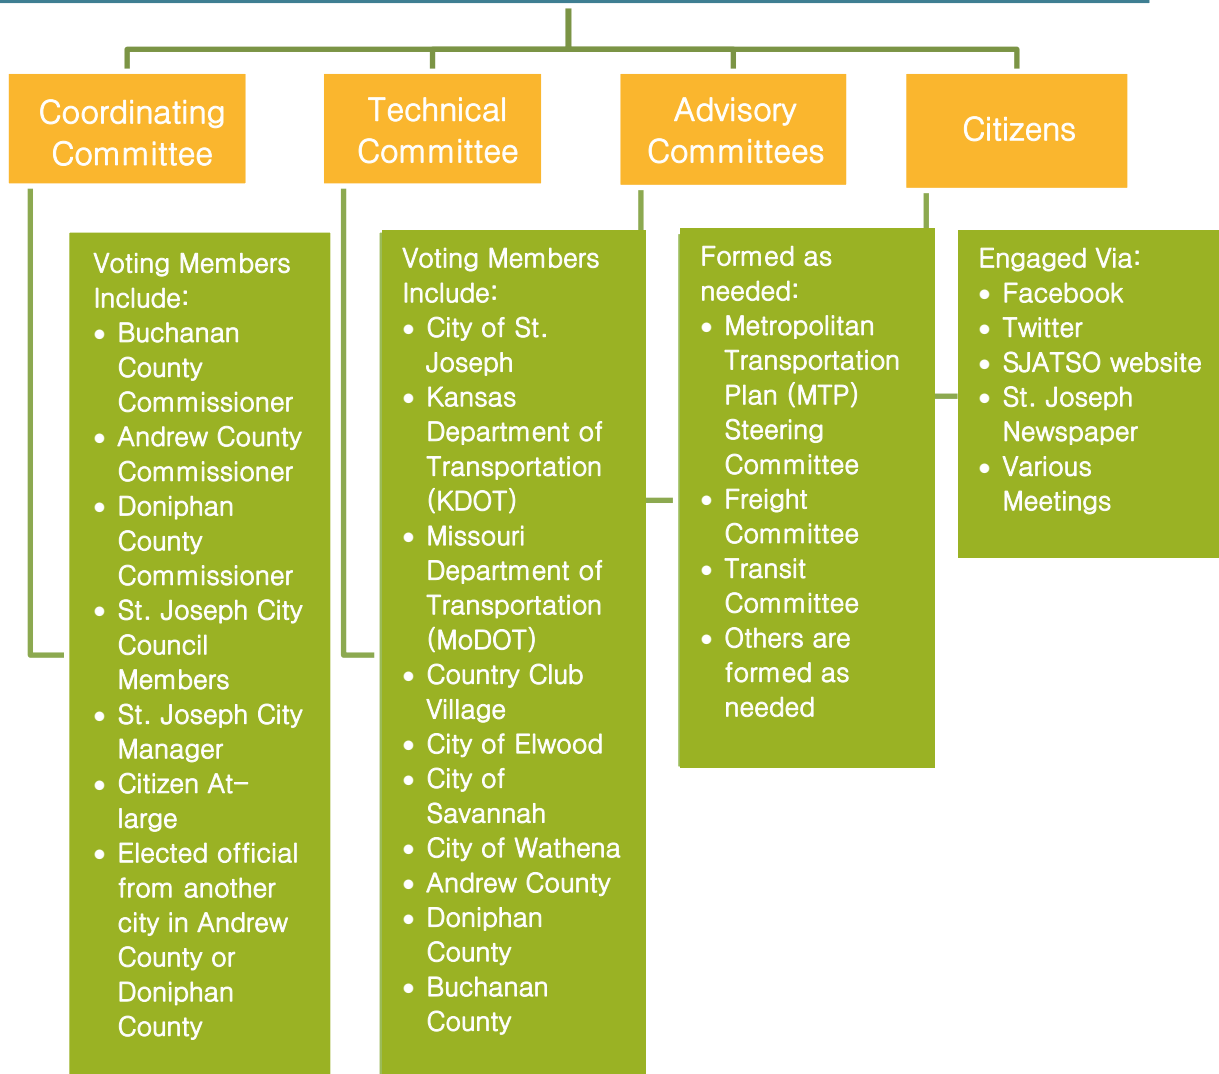 Coordinating
Committee
Technical
Committee
Advisory
Committees
Citizens
Voting Members
Include:
• Buchanan
County
Commissioner
• Andrew County
Commissioner
• Doniphan
County
Commissioner
• St. Joseph City
Council
Members
• St. Joseph City
Manager
• Citizen At-
large
• Elected official
from another
city in Andrew
County or
Doniphan
County
Voting Members
Include:
• City of St.
Joseph
• Kansas
Department of
Transportation
(KDOT)
• Missouri
Department of
Transportation
(MoDOT)
• Country Club
Village
• City of Elwood
• City of
Savannah
• City of Wathena
• Andrew County
• Doniphan
County
• Buchanan
County
Formed as
needed:
• Metropolitan
Transportation
Plan (MTP)
Steering
Committee
• Freight
Committee
• Transit
Committee
• Others are
formed as
needed
Engaged Via:
• Facebook
• Twitter
• SJATSO website
• St. Joseph
Newspaper
• Various
Meetings